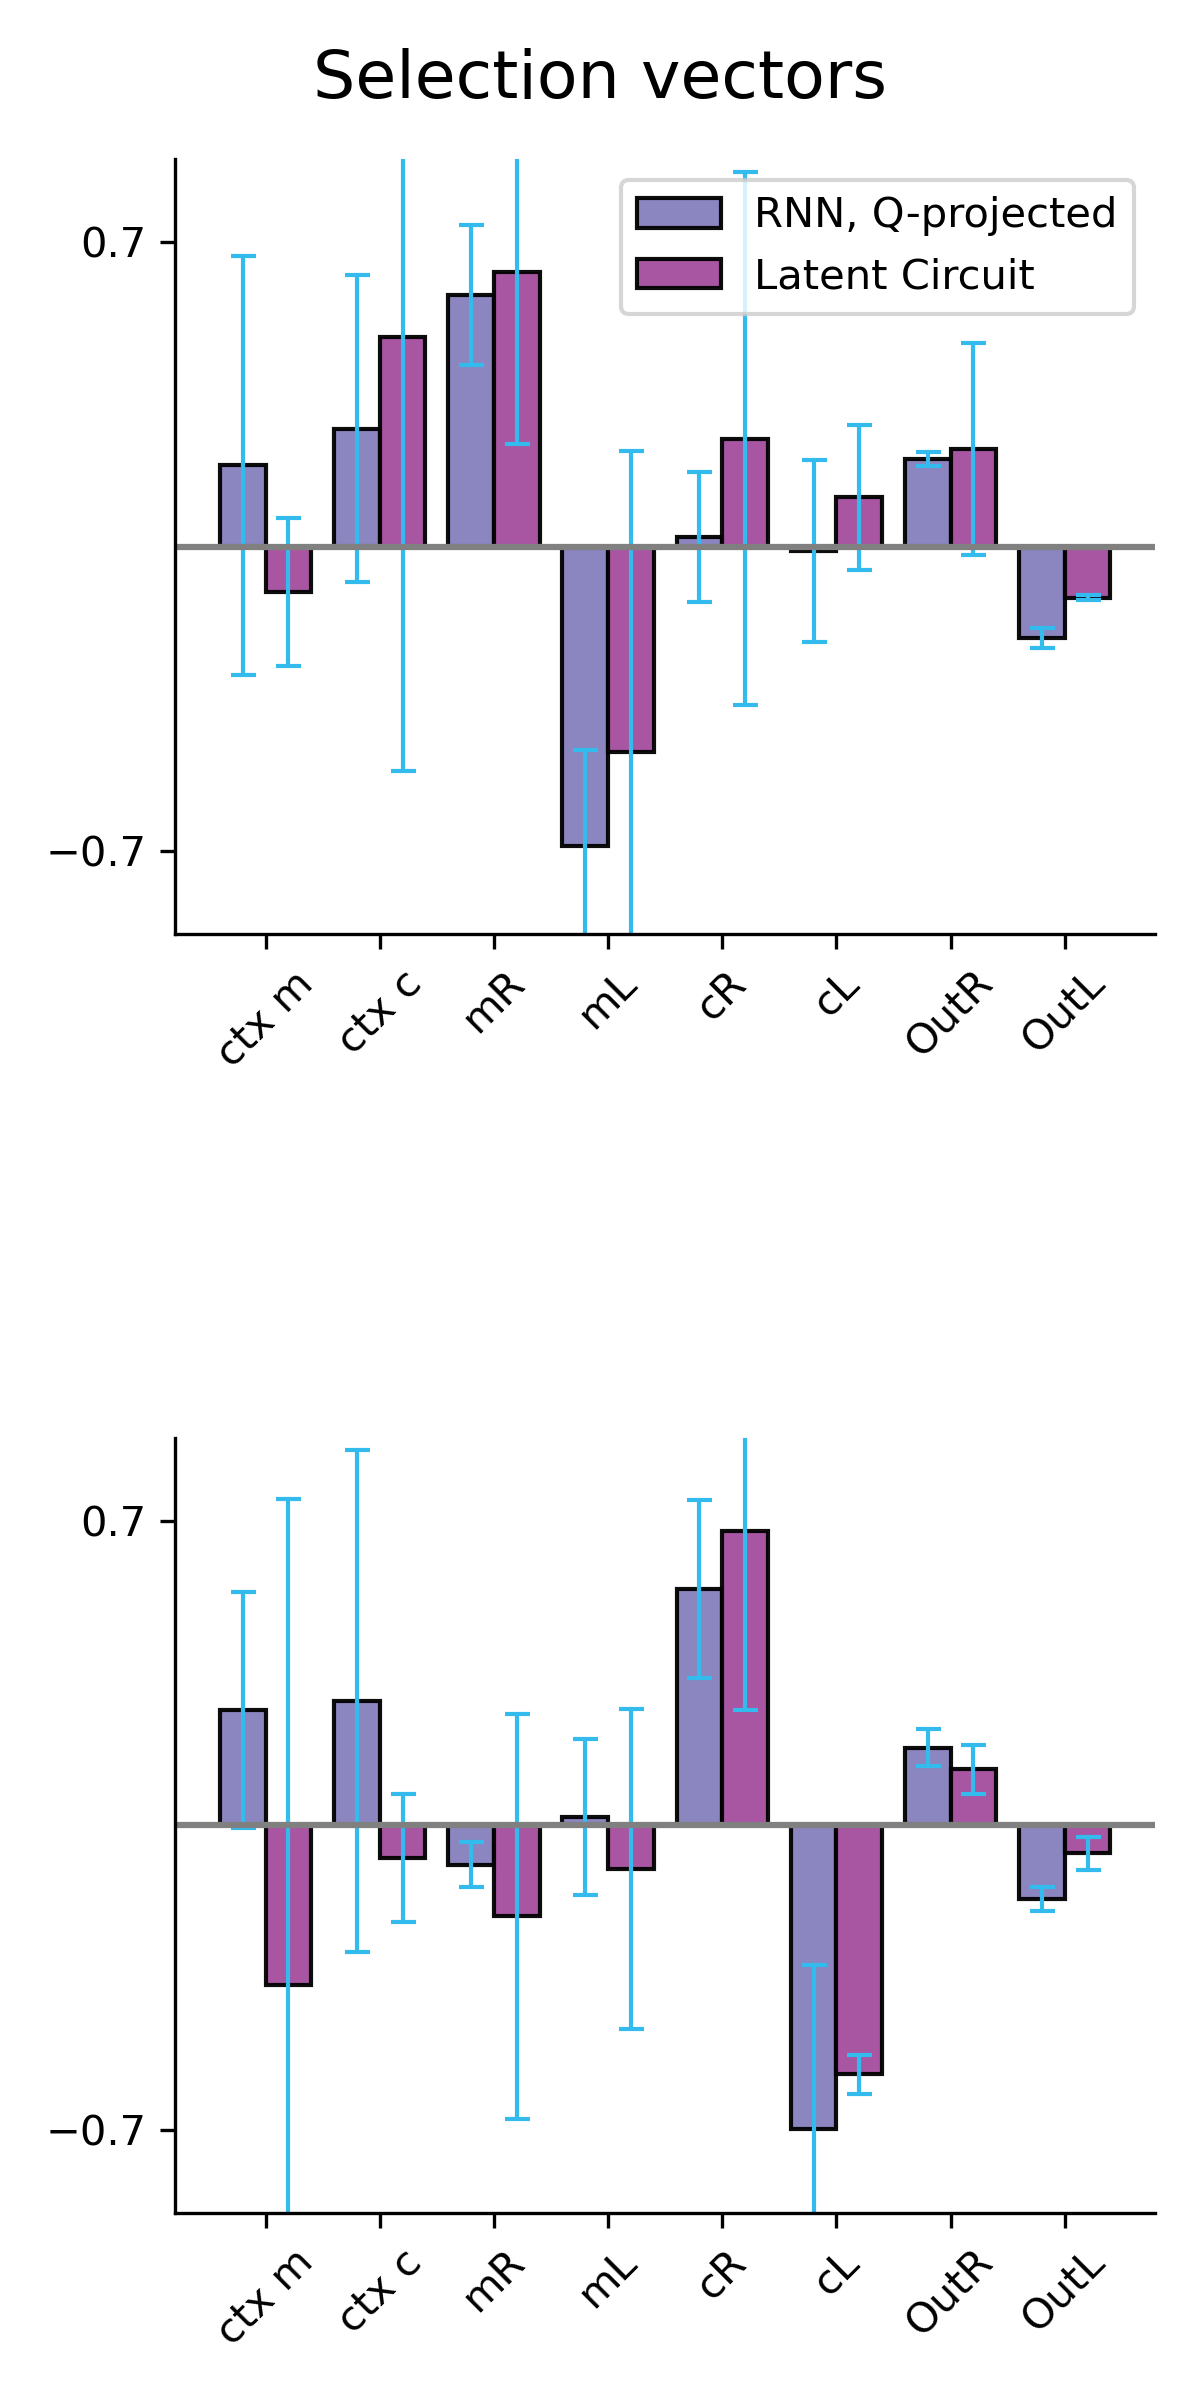 Selection vectors
RNN, Q-projected
Latent Circuit
0.7
−0.7
ctx m
ctx c
mR
mL
cR
cL
OutR
OutL
0.7
−0.7
ctx m
ctx c
mR
mL
cR
cL
OutR
OutL